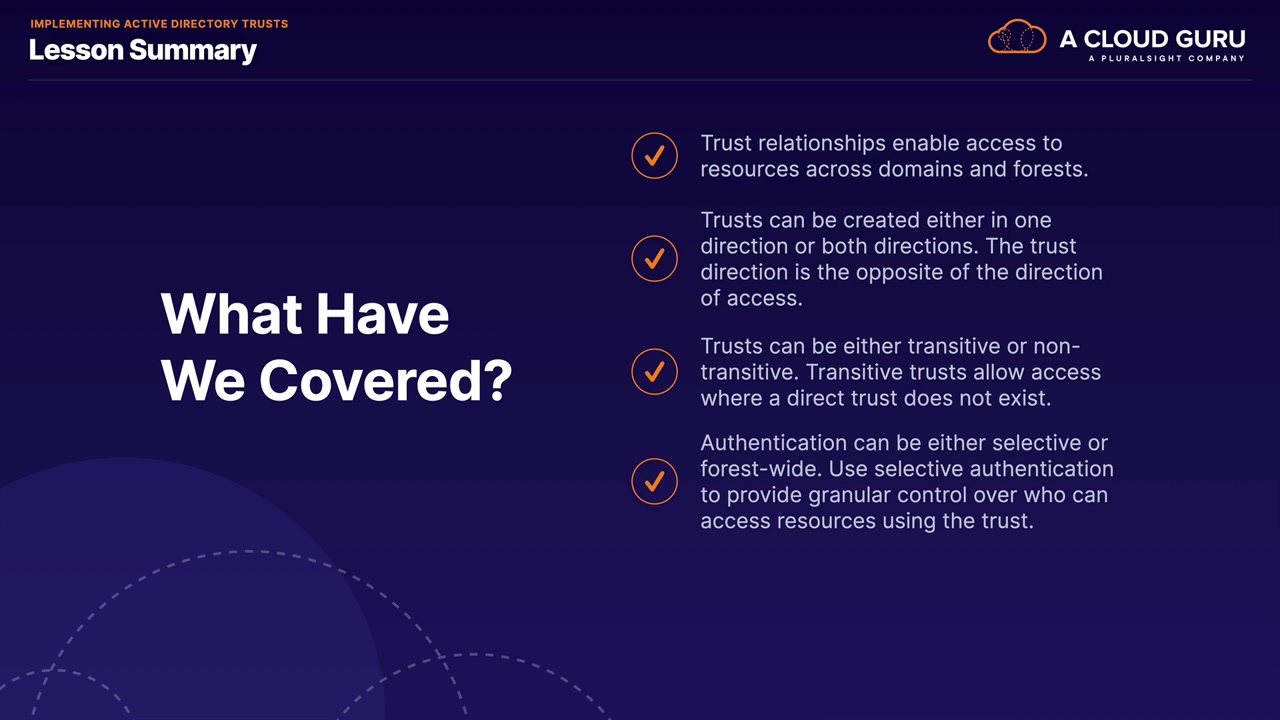 IMPLEMENTING ACTIVE DIRECTORY TRUSTS
Lesson Summary
A CLOUD GURU
A PLURALSIGHT COMPANY
What Have
We Covered?
Trust relationships enable access to
resources across domains and forests.
Trusts can be created either in one
direction or both directions. The trust
direction is the opposite of the direction
of access.
Trusts can be either transitive or non-
transitive. Transitive trusts allow access
where a direct trust does not exist.
Authentication can be either selective or
forest-wide. Use selective authentication
to provide granular control over who can
access resources using the trust.